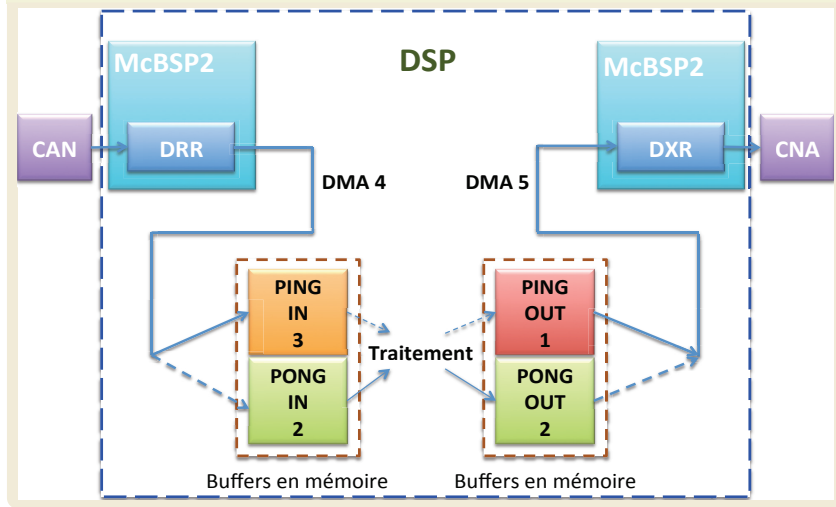 McBSP2
DSP
McBSP2
CAN
DRR
DXR
CNA
DMA 4
DMA 5
PING
IN
3
PING
OUT
1
Traitement
PONG
IN
2
PONG
OUT
2
Buffers en mémoire
Buffers en mémoire